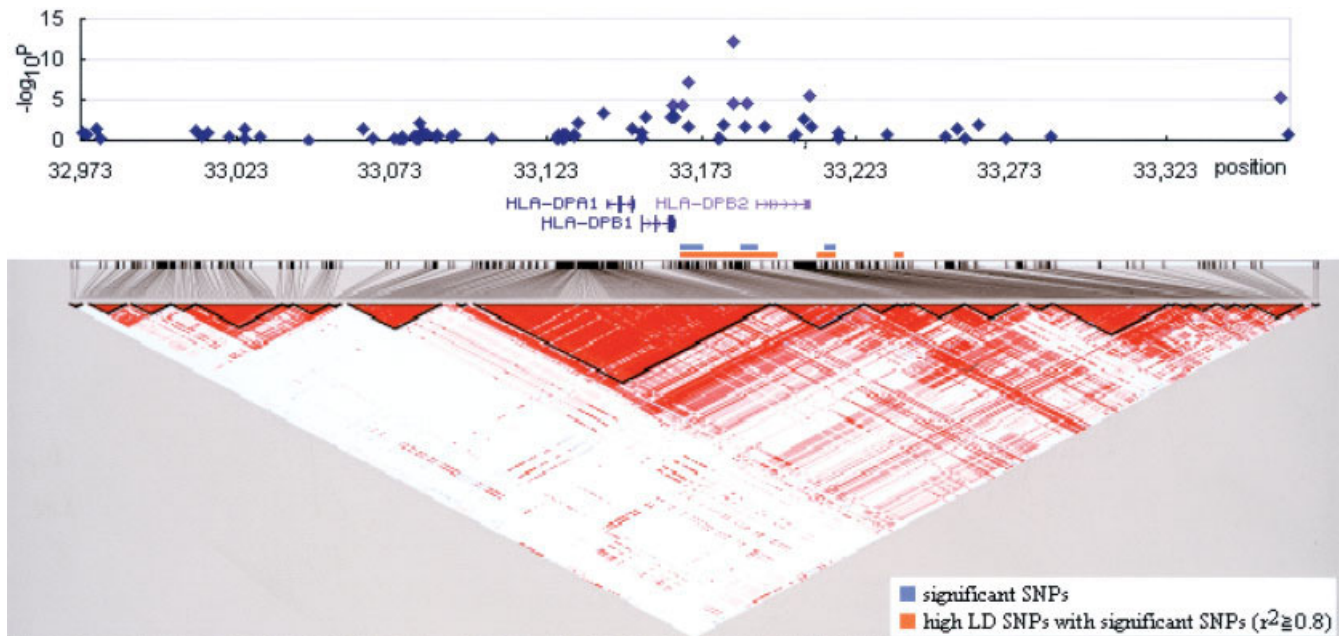 15
10
5
0
-log10P
32,973 33,023 33,073 33,123 33,173 33,223 33,273 33,323 position
HLA-DPA1 HLA-DPB2
HLA-DPB1
significant SNPs
high LD SNPs with significant SNPs (r2≧0.8)